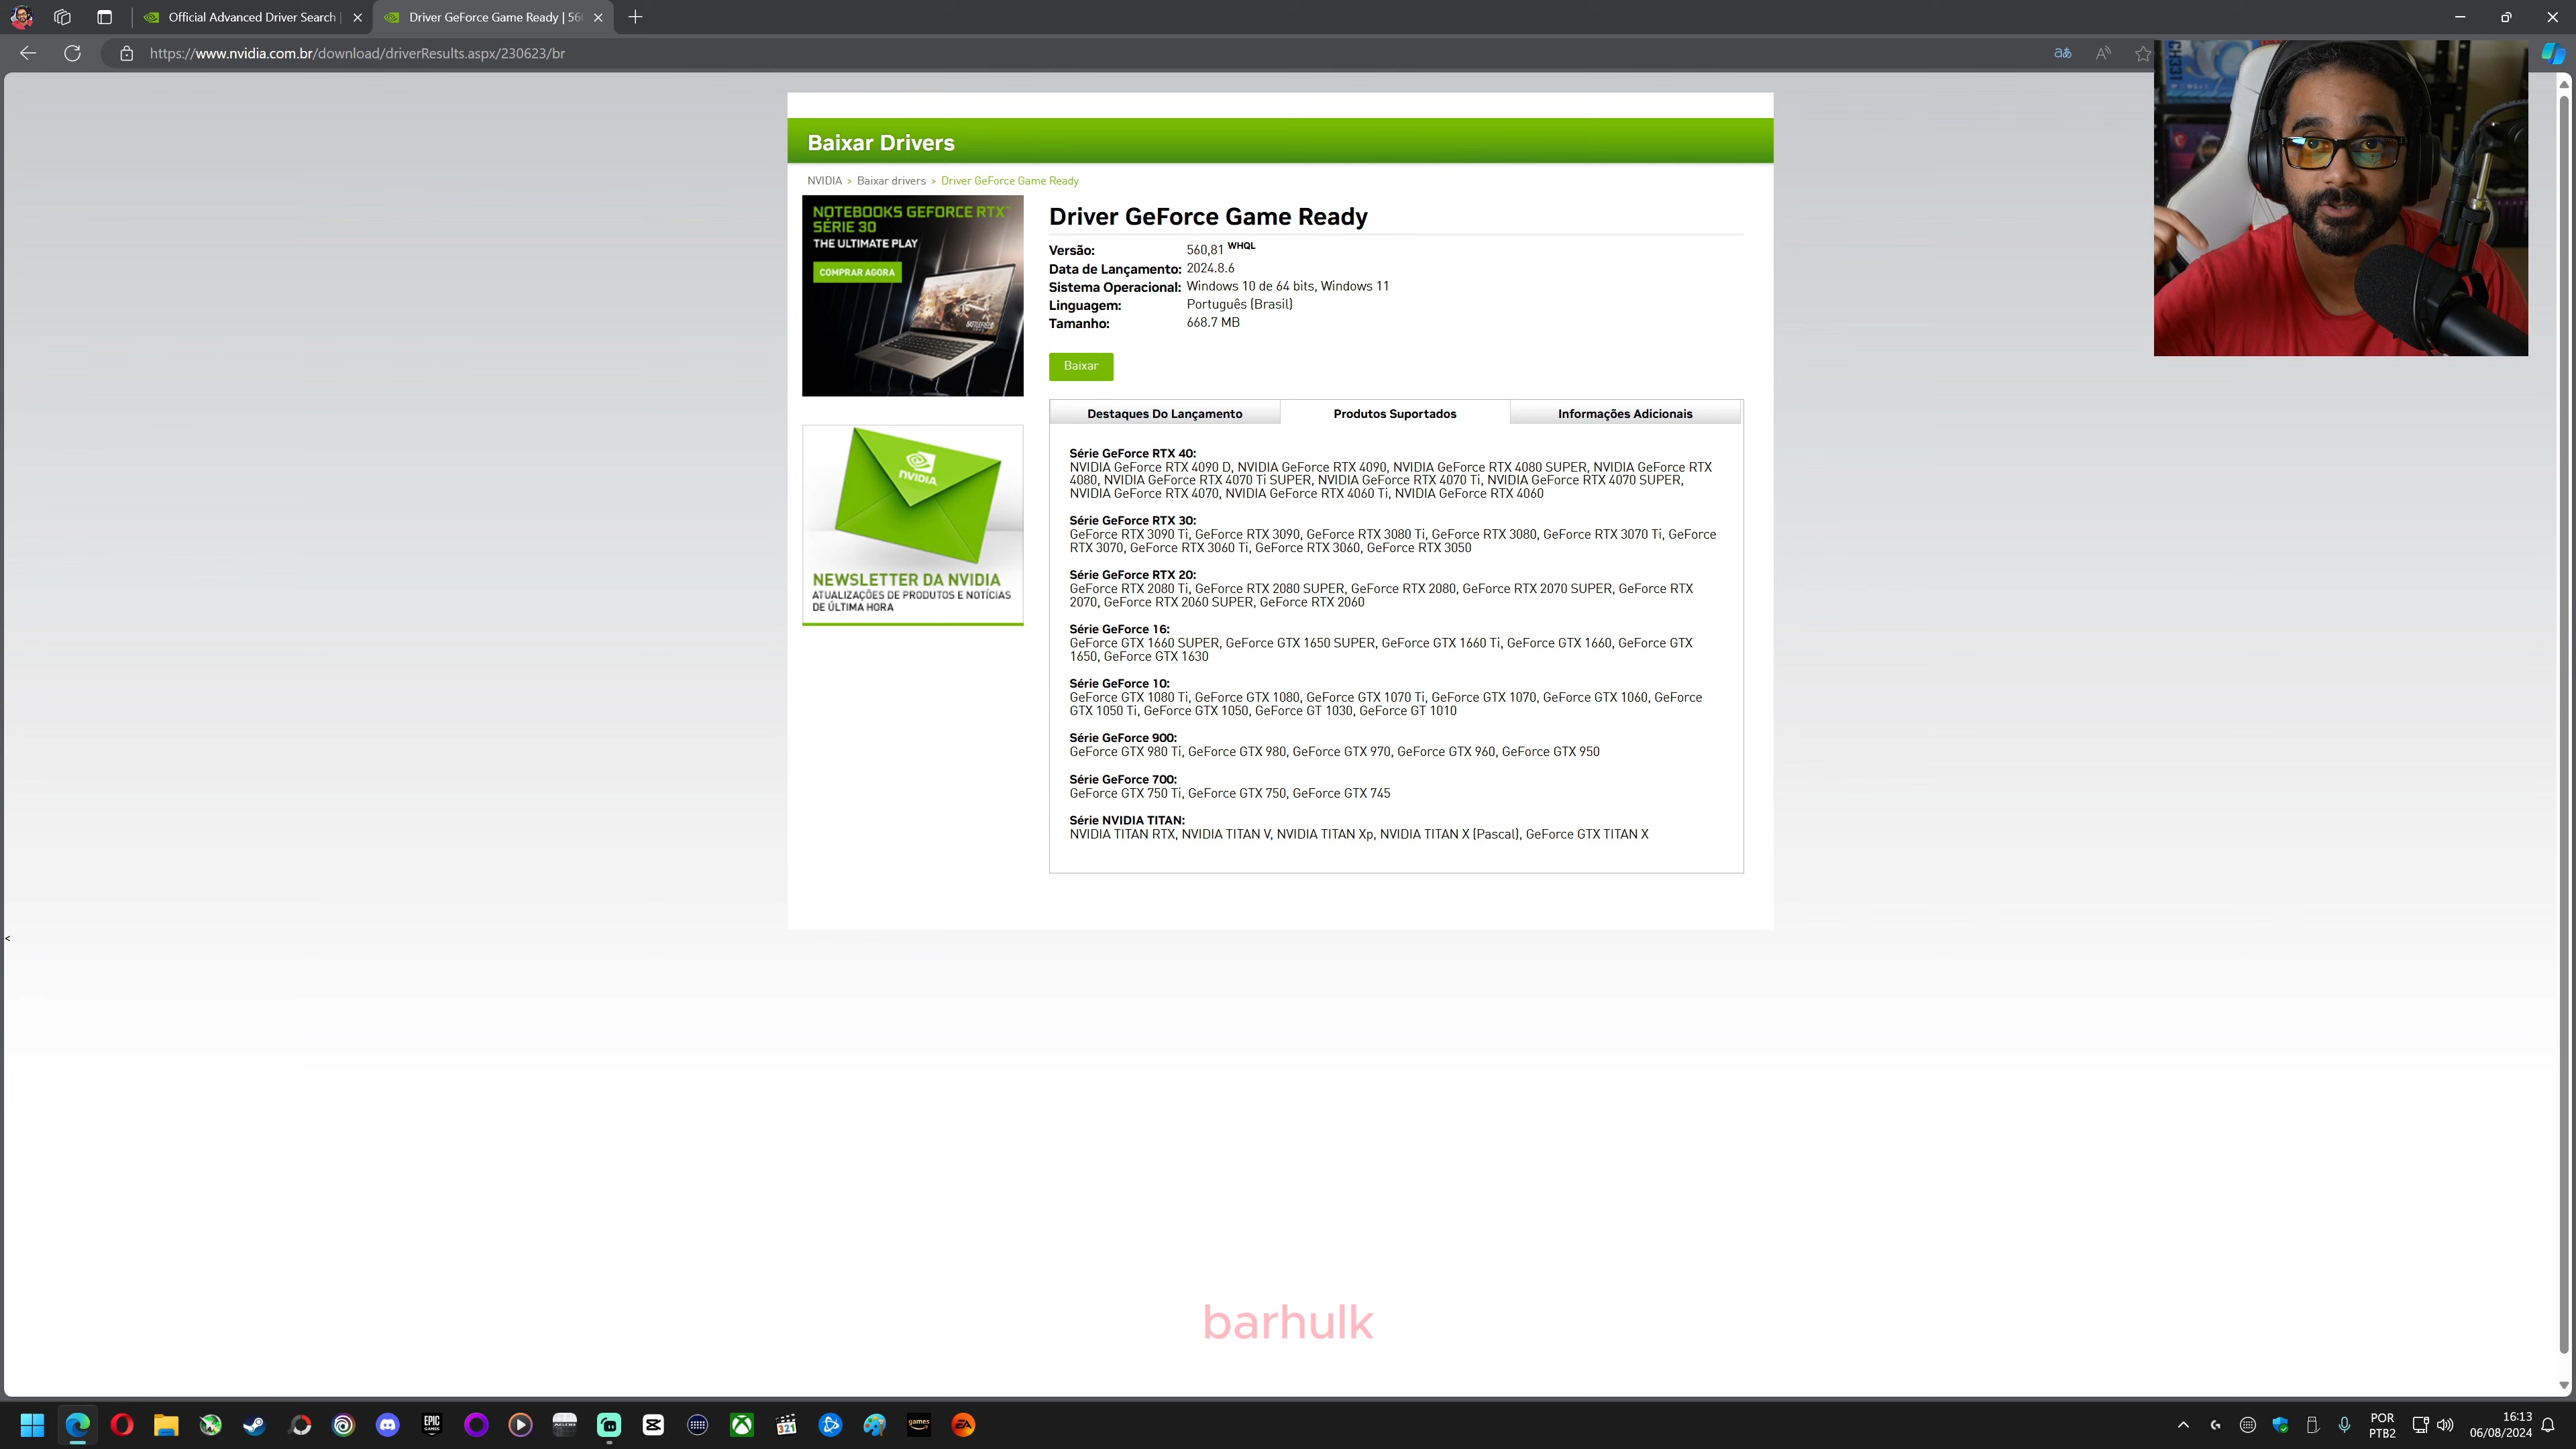 Official Advanced Driver Search |
Driver GeForce Game Ready | 560
https://www.nvidia.com.br/download/driverResults.aspx/230623/br
Baixar Drivers
NVIDIA > Baixar drivers > Driver GeForce Game Ready
NOTEBOOKS GEFORCE RTX™
SÉRIE 30
THE ULTIMATE PLAY
COMPRAR AGORA
Driver GeForce Game Ready
Versão: 560,81 WHQL
Data de Lançamento: 2024.8.6
Sistema Operacional: Windows 10 de 64 bits, Windows 11
Linguagem: Português (Brasil)
Tamanho: 668.7 MB
Baixar
Destaques Do Lançamento Produtos Suportados Informações Adicionais
NVIDIA
NEWSLETTER DA NVIDIA
ATUALIZAÇÕES DE PRODUTOS E NOTÍCIAS
DE ÚLTIMA HORA
Série GeForce RTX 40:
NVIDIA GeForce RTX 4090 D, NVIDIA GeForce RTX 4090, NVIDIA GeForce RTX 4080 SUPER, NVIDIA GeForce RTX
4080, NVIDIA GeForce RTX 4070 Ti SUPER, NVIDIA GeForce RTX 4070 Ti, NVIDIA GeForce RTX 4070 SUPER,
NVIDIA GeForce RTX 4070, NVIDIA GeForce RTX 4060 Ti, NVIDIA GeForce RTX 4060
Série GeForce RTX 30:
GeForce RTX 3090 Ti, GeForce RTX 3090, GeForce RTX 3080 Ti, GeForce RTX 3080, GeForce RTX 3070 Ti, GeForce
RTX 3070, GeForce RTX 3060 Ti, GeForce RTX 3060, GeForce RTX 3050
Série GeForce RTX 20:
GeForce RTX 2080 Ti, GeForce RTX 2080 SUPER, GeForce RTX 2080, GeForce RTX 2070 SUPER, GeForce RTX
2070, GeForce RTX 2060 SUPER, GeForce RTX 2060
Série GeForce 16:
GeForce GTX 1660 SUPER, GeForce GTX 1650 SUPER, GeForce GTX 1660 Ti, GeForce GTX 1660, GeForce GTX
1650, GeForce GTX 1630
Série GeForce 10:
GeForce GTX 1080 Ti, GeForce GTX 1080, GeForce GTX 1070 Ti, GeForce GTX 1070, GeForce GTX 1060, GeForce
GTX 1050 Ti, GeForce GTX 1050, GeForce GT 1030, GeForce GT 1010
Série GeForce 900:
GeForce GTX 980 Ti, GeForce GTX 980, GeForce GTX 970, GeForce GTX 960, GeForce GTX 950
Série GeForce 700:
GeForce GTX 750 Ti, GeForce GTX 750, GeForce GTX 745
Série NVIDIA TITAN:
NVIDIA TITAN RTX, NVIDIA TITAN V, NVIDIA TITAN Xp, NVIDIA TITAN X (Pascal), GeForce GTX TITAN X
<
barhulk
EPIC
GAMES
321
games
EA
POR
PTB2
16:13
06/08/2024